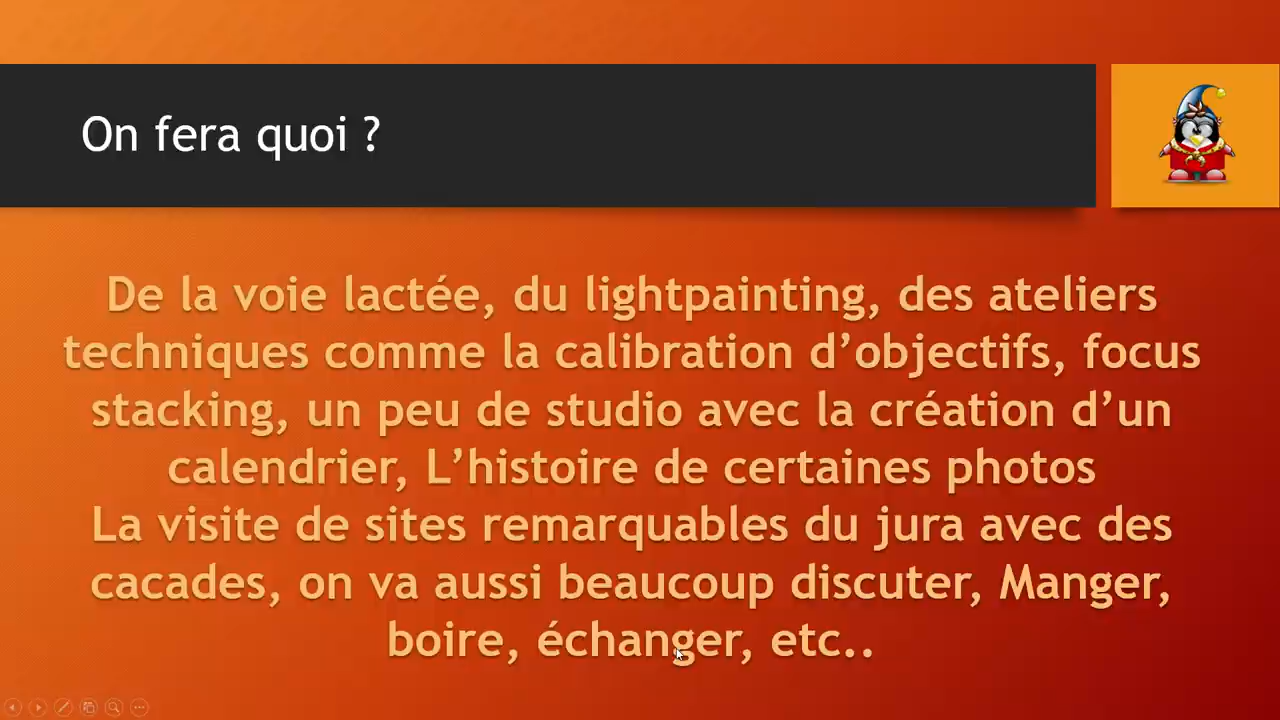 On fera quoi ?
De la voie lactée, du lightpainting, des ateliers
techniques comme la calibration d’objectifs, focus
stacking, un peu de studio avec la création d’un
calendrier, L’histoire de certaines photos
La visite de sites remarquables du jura avec des
cacades, on va aussi beaucoup discuter, Manger,
boire, échanger, etc..